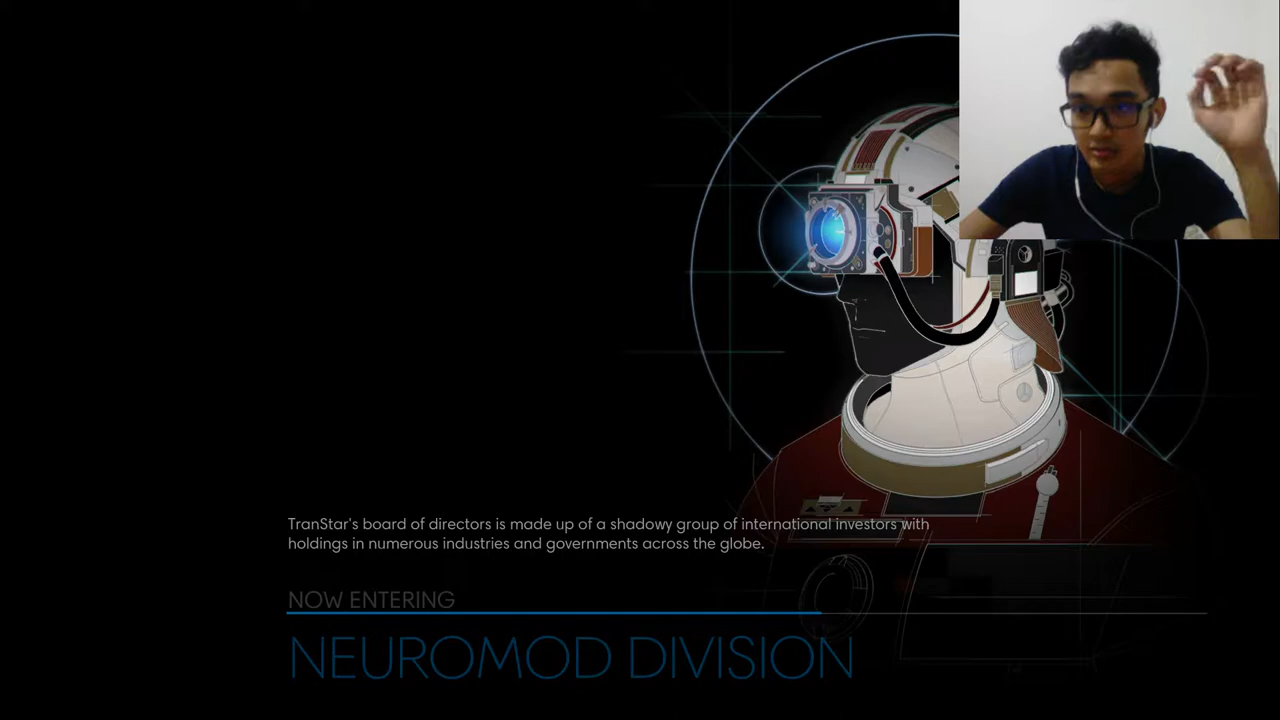 TranStar's board of directors is made up of a shadowy group of international investors with
holdings in numerous industries and governments across the globe.
NOW ENTERING
NEUROMOD DIVISION